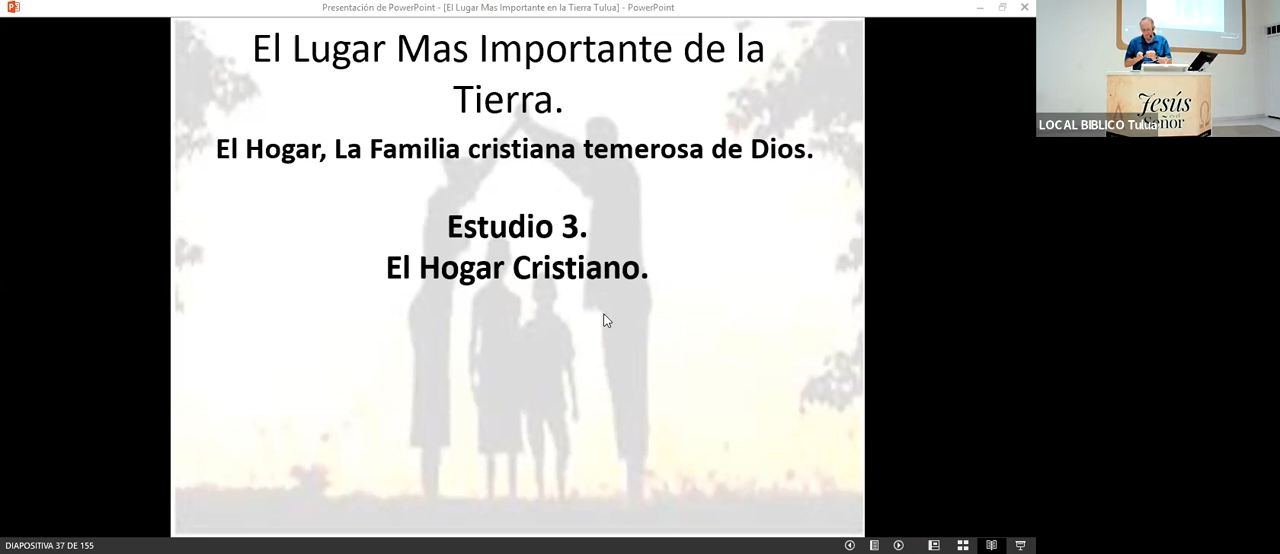 Presentación de PowerPoint - [El Lugar Mas Importante en la Tierra Tulua] - PowerPoint
El Lugar Mas Importante de la
Tierra.
El Hogar, La Familia cristiana temerosa de Dios.
Estudio 3.
El Hogar Cristiano.
Jesús
Señor
LOCAL BIBLICO Tulua
DIAPOSITIVA 37 DE 155